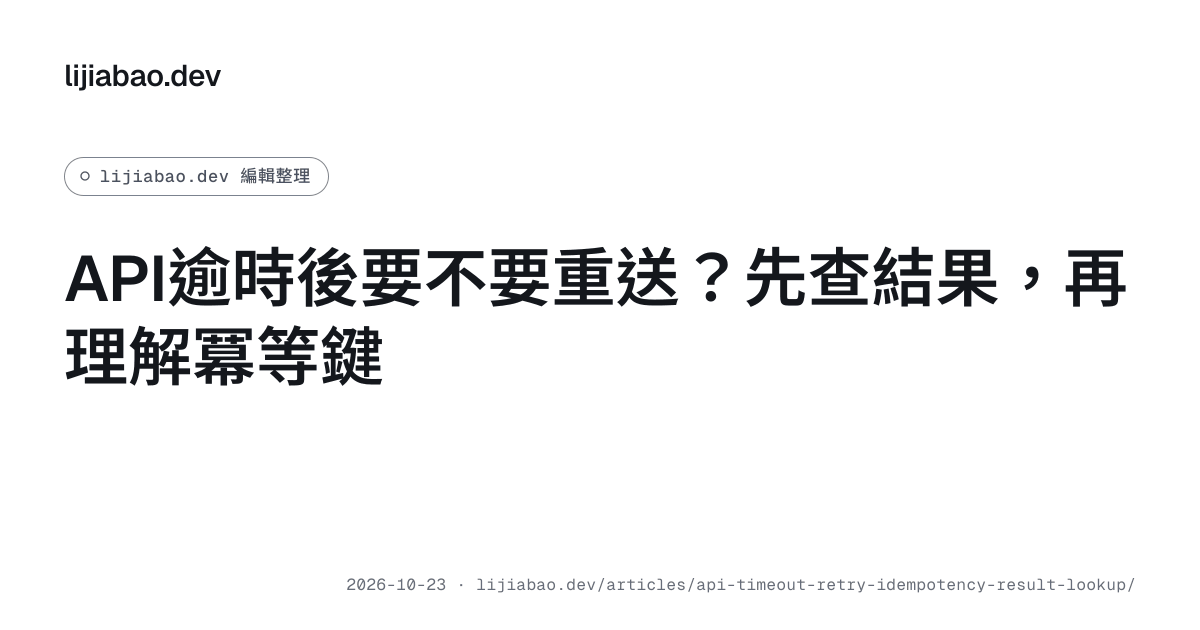 lijiabao.dev
lijiabao.dev 編輯整理
API逾時後要不要重送？先查結果，再
理解冪等鍵
2026-10-23 · lijiabao.dev/articles/api-timeout-retry-idempotency-result-lookup/